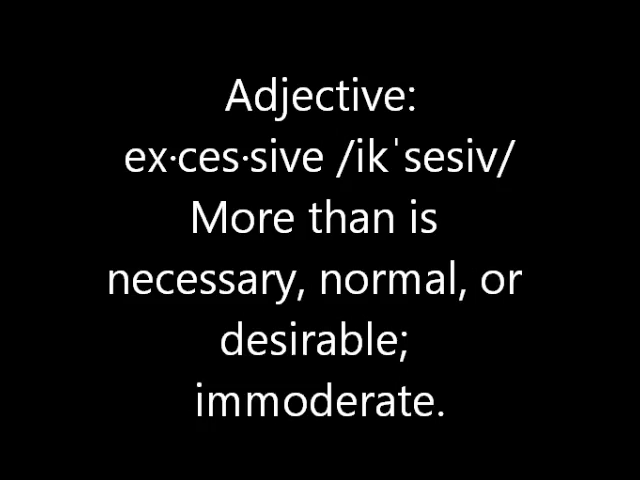 Adjective:
ex·ces·sive /ikˈsesiv/
More than is
necessary, normal, or
desirable;
immoderate.